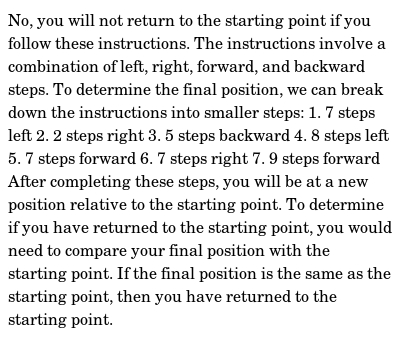 No, you will not return to the starting point if you
follow these instructions. The instructions involve a
combination of left, right, forward, and backward
steps. To determine the final position, we can break
down the instructions into smaller steps: 1. 7 steps
left 2. 2 steps right 3. 5 steps backward 4. 8 steps left
5. 7 steps forward 6. 7 steps right 7. 9 steps forward
After completing these steps, you will be at a new
position relative to the starting point. To determine
if you have returned to the starting point, you would
need to compare your final position with the
starting point. If the final position is the same as the
starting point, then you have returned to the
starting point.